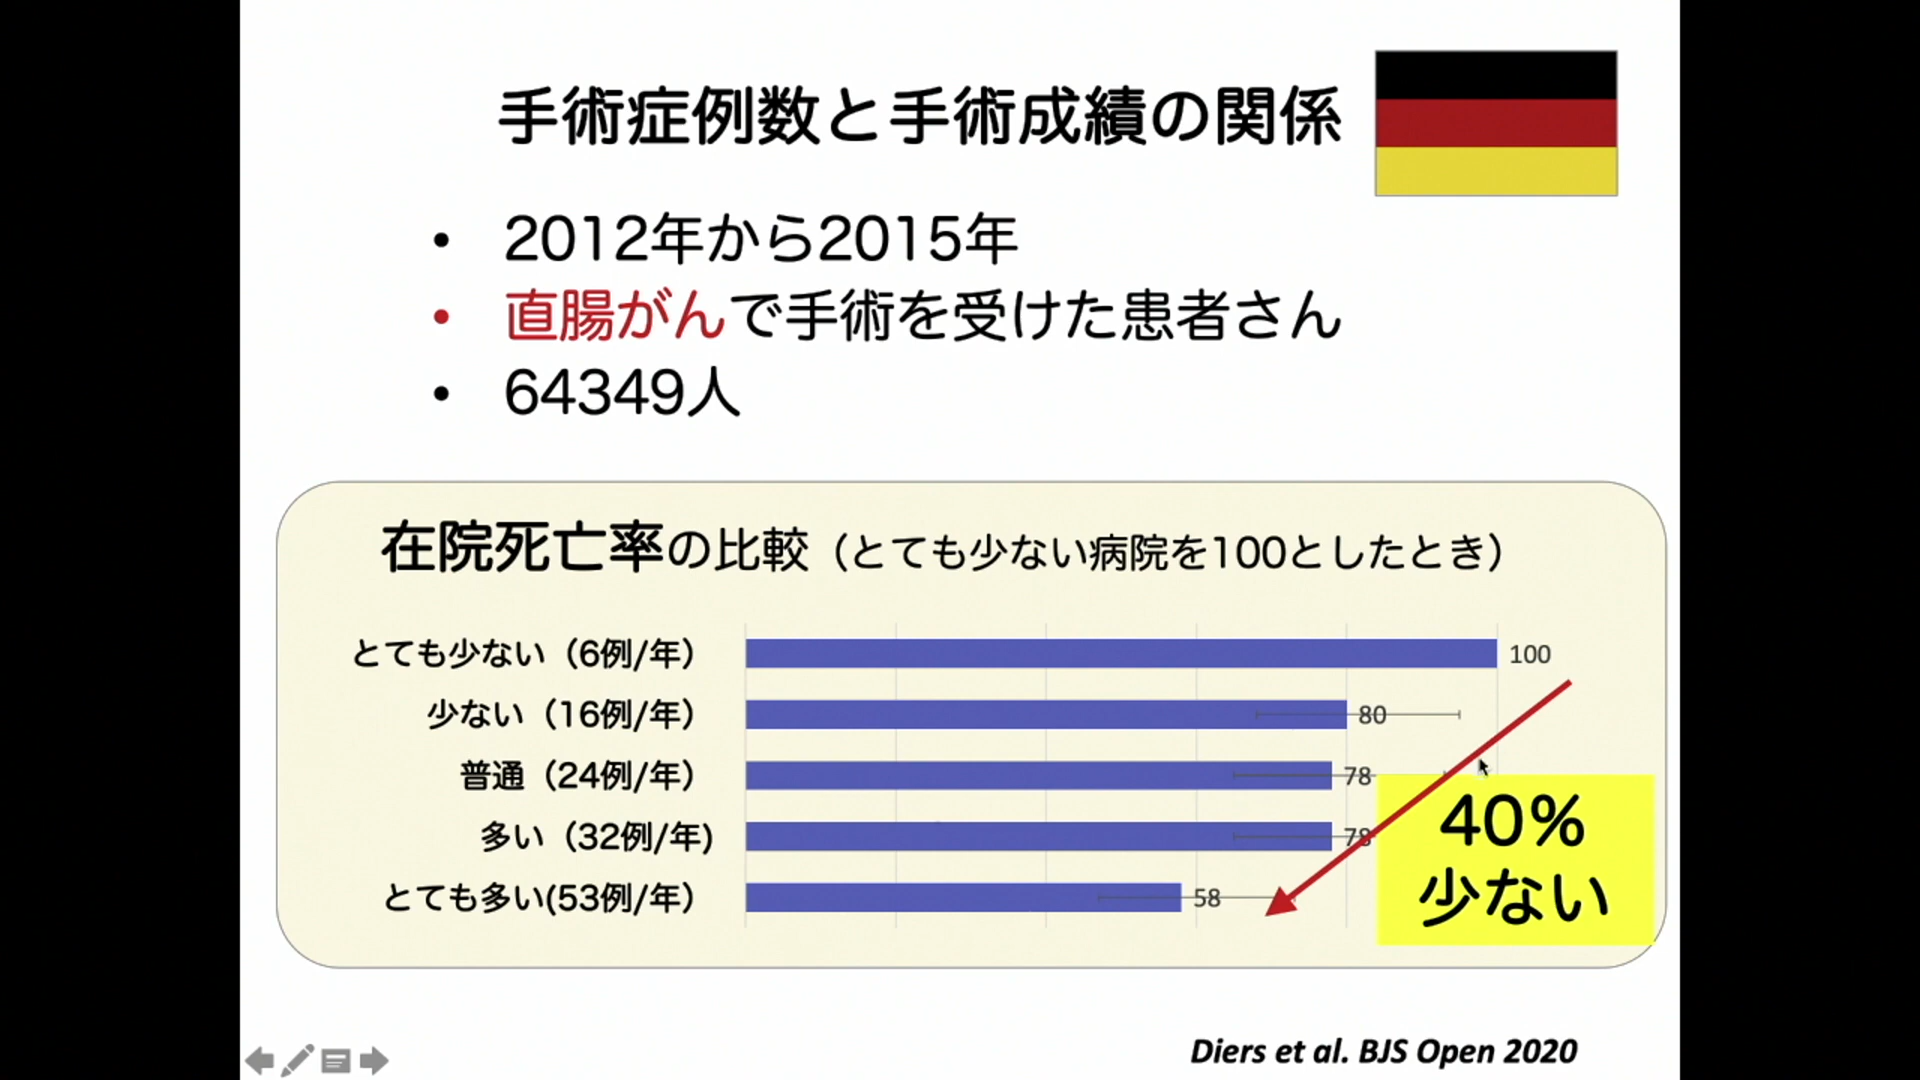 手術症例数と手術成績の関係
• 2012年から2015年
• 直腸がんで手術を受けた患者さん
• 64349人
在院死亡率の比較（とても少ない病院を100としたとき）
とても少ない（6例/年） 100
少ない（16例/年） 80
普通（24例/年） 78
多い（32例/年) 78
とても多い(53例/年） 58
40%
少ない
Diers et al. BJS Open 2020